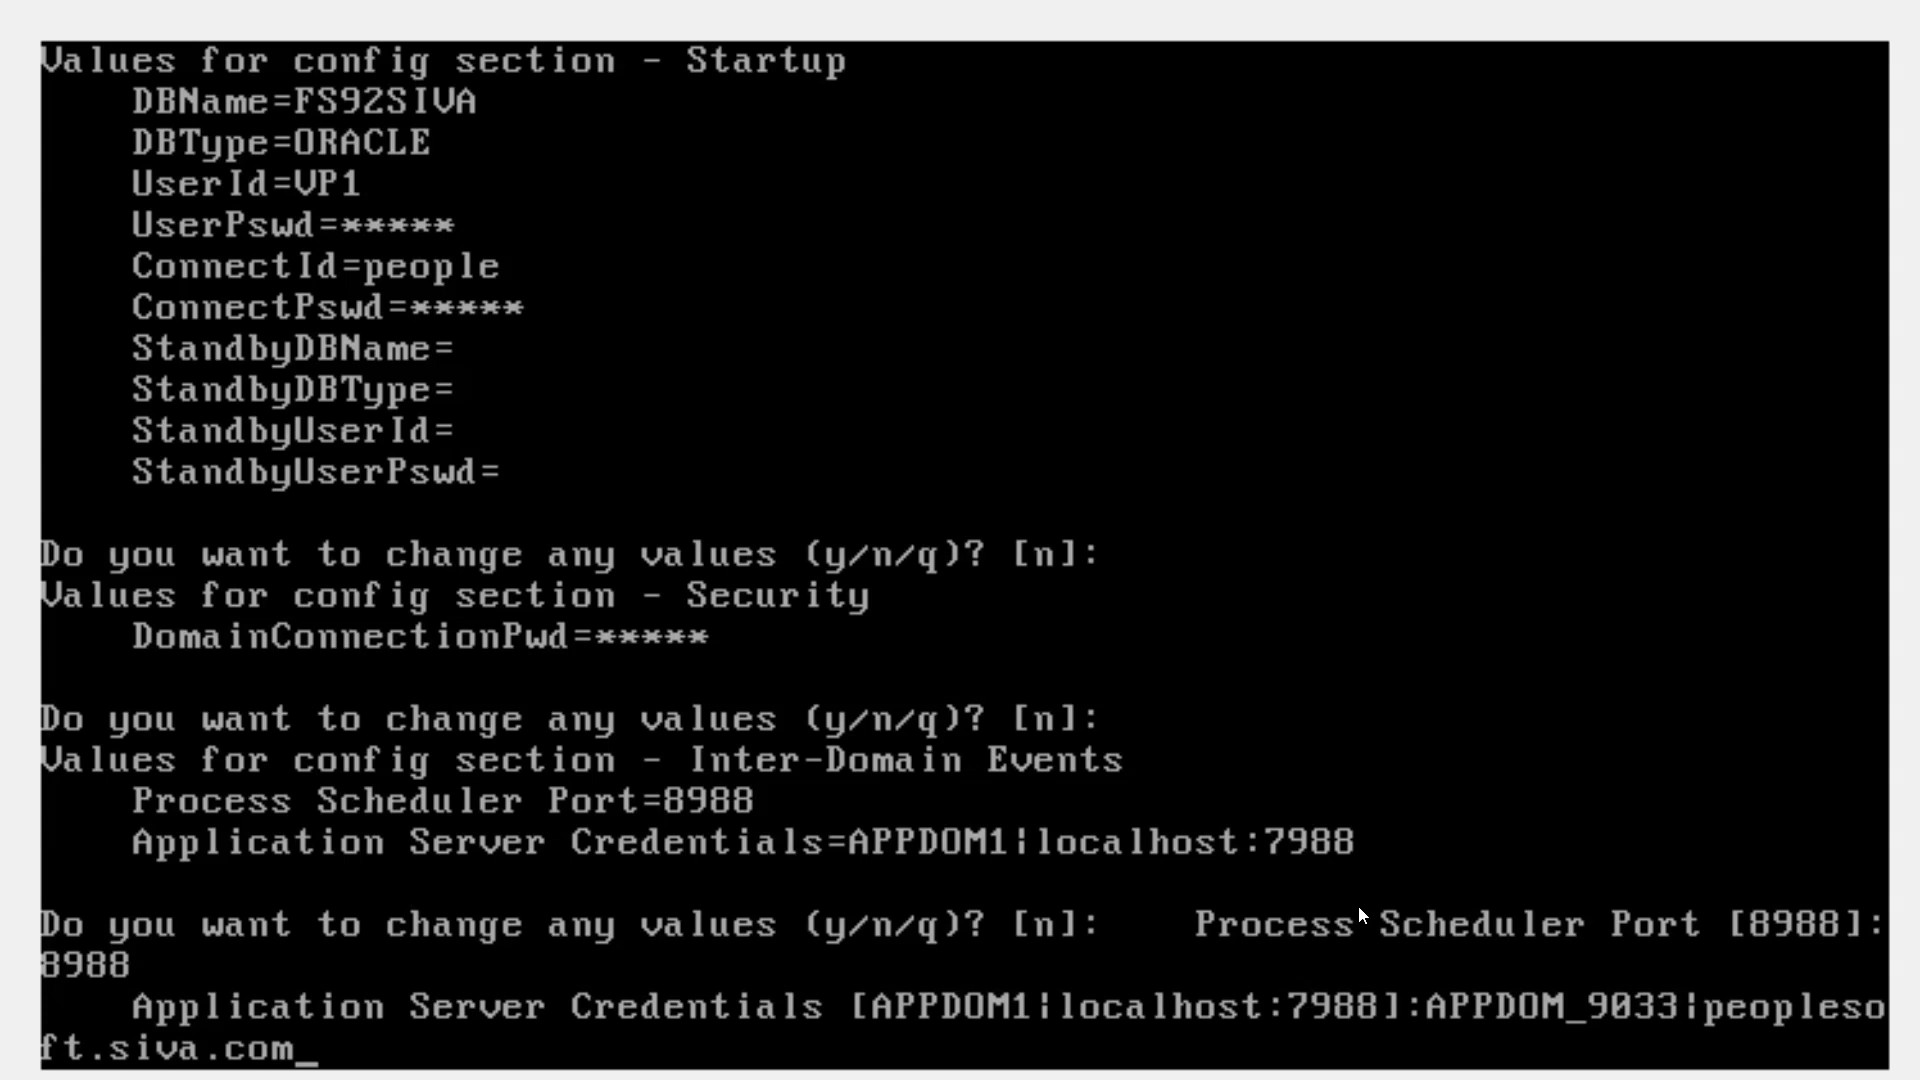 Values for config section - Startup
    DBName=FS92SIVA
    DBType=ORACLE
    UserId=VP1
    UserPswd=*****
    ConnectId=people
    ConnectPswd=*****
    StandbyDBName=
    StandbyDBType=
    StandbyUserId=
    StandbyUserPswd=

Do you want to change any values (y/n/q)? [n]:
Values for config section - Security
    DomainConnectionPwd=*****

Do you want to change any values (y/n/q)? [n]:
Values for config section - Inter-Domain Events
    Process Scheduler Port=8988
    Application Server Credentials=APPDOM1|localhost:7988

Do you want to change any values (y/n/q)? [n]:    Process Scheduler Port [8988]:
8988
    Application Server Credentials [APPDOM1|localhost:7988]:APPDOM_9033|peopleso
ft.siva.com_